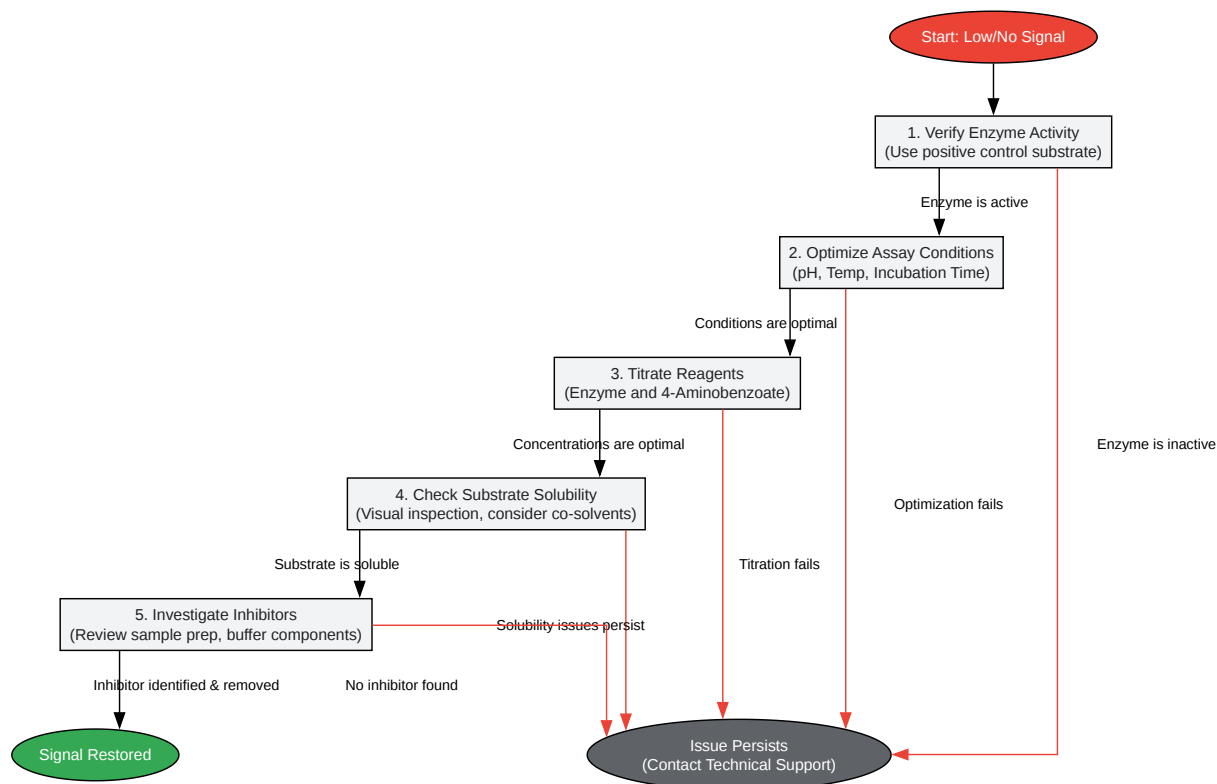 Start: Low/No Signal
1. Verify Enzyme Activity
(Use positive control substrate)
Enzyme is active
2. Optimize Assay Conditions
(pH, Temp, Incubation Time)
Conditions are optimal
3. Titrate Reagents
(Enzyme and 4-Aminobenzoate)
Concentrations are optimal
Enzyme is inactive
4. Check Substrate Solubility
(Visual inspection, consider co-solvents)
Optimization fails
Substrate is soluble
Titration fails
5. Investigate Inhibitors
(Review sample prep, buffer components)
Solubility issues persist
Inhibitor identified & removed
No inhibitor found
Signal Restored
Issue Persists
(Contact Technical Support)